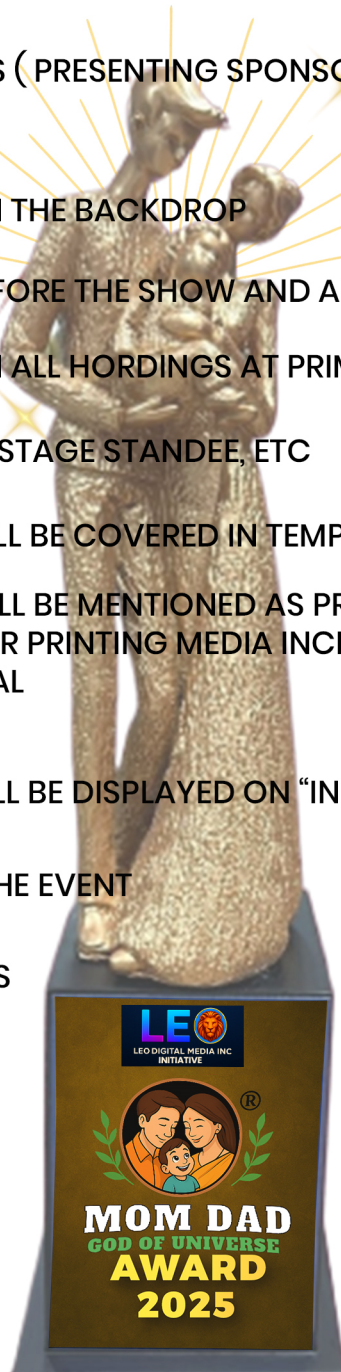 S ( PRESENTING SPONSO
THE BACKDROP
FORE THE SHOW AND A
ALL HORDINGS AT PRIM
STAGE STANDEE, ETC
LL BE COVERED IN TEMP
LL BE MENTIONED AS PR
R PRINTING MEDIA INCL
AL
LL BE DISPLAYED ON “IN
HE EVENT
S
LEO
LEO DIGITAL MEDIA INC
INITIATIVE
®
MOM DAD
GOD OF UNIVERSE
AWARD
2025